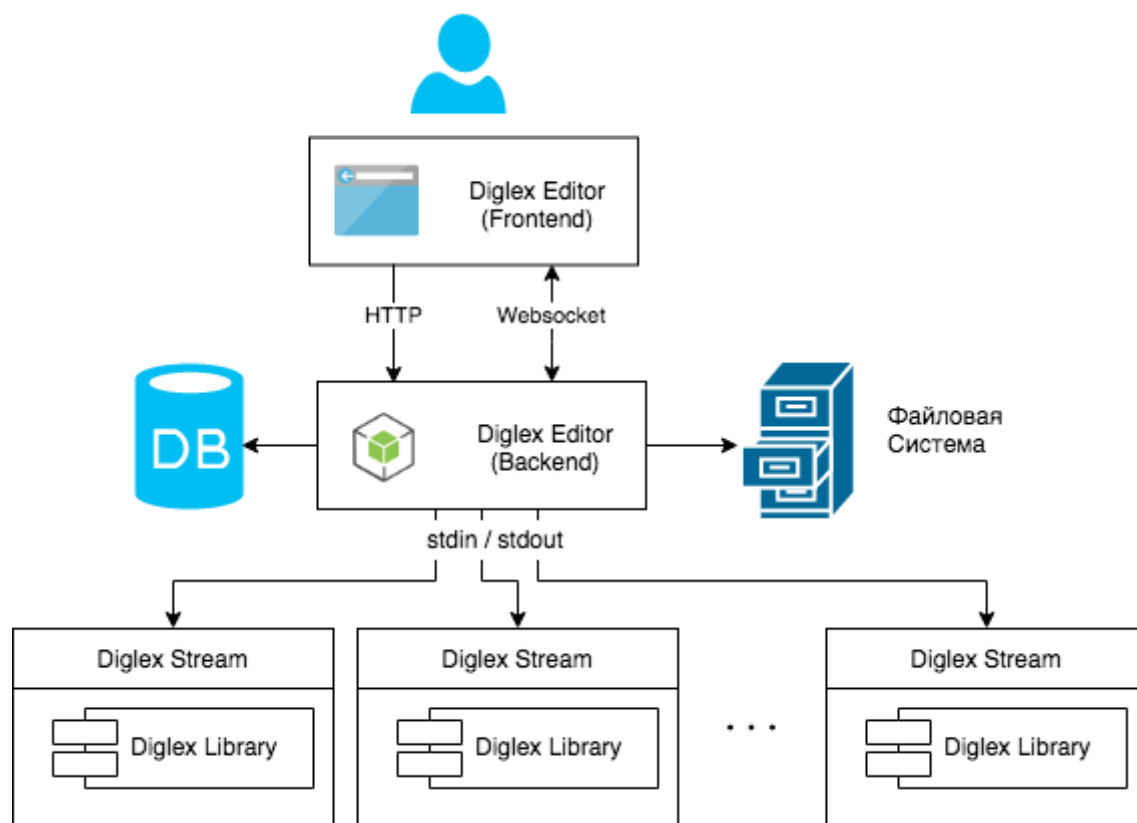 Diglex Editor
(Frontend)
HTTP
Websocket
DB
Diglex Editor
(Backend)
Файловая
Система
stdin / stdout
Diglex Stream
Diglex Stream
Diglex Stream
Diglex Library
Diglex Library
. . .
Diglex Library